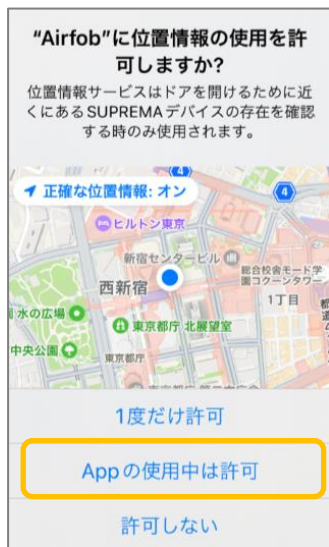 “Airfob”に位置情報の使用を許
可しますか?
位置情報サービスはドアを開けるために近
くにあるSUPREMAデバイスの存在を確認
する時のみ使用されます。
正確な位置情報: オン
4
4
ヒルトン東京
新宿センタービル
総合校舎モード学
園コクーンタワー
西新宿
1丁目
水の広場
東京都庁 北展望室
中央公園
東京都庁
1度だけ許可
Appの使用中は許可
許可しない